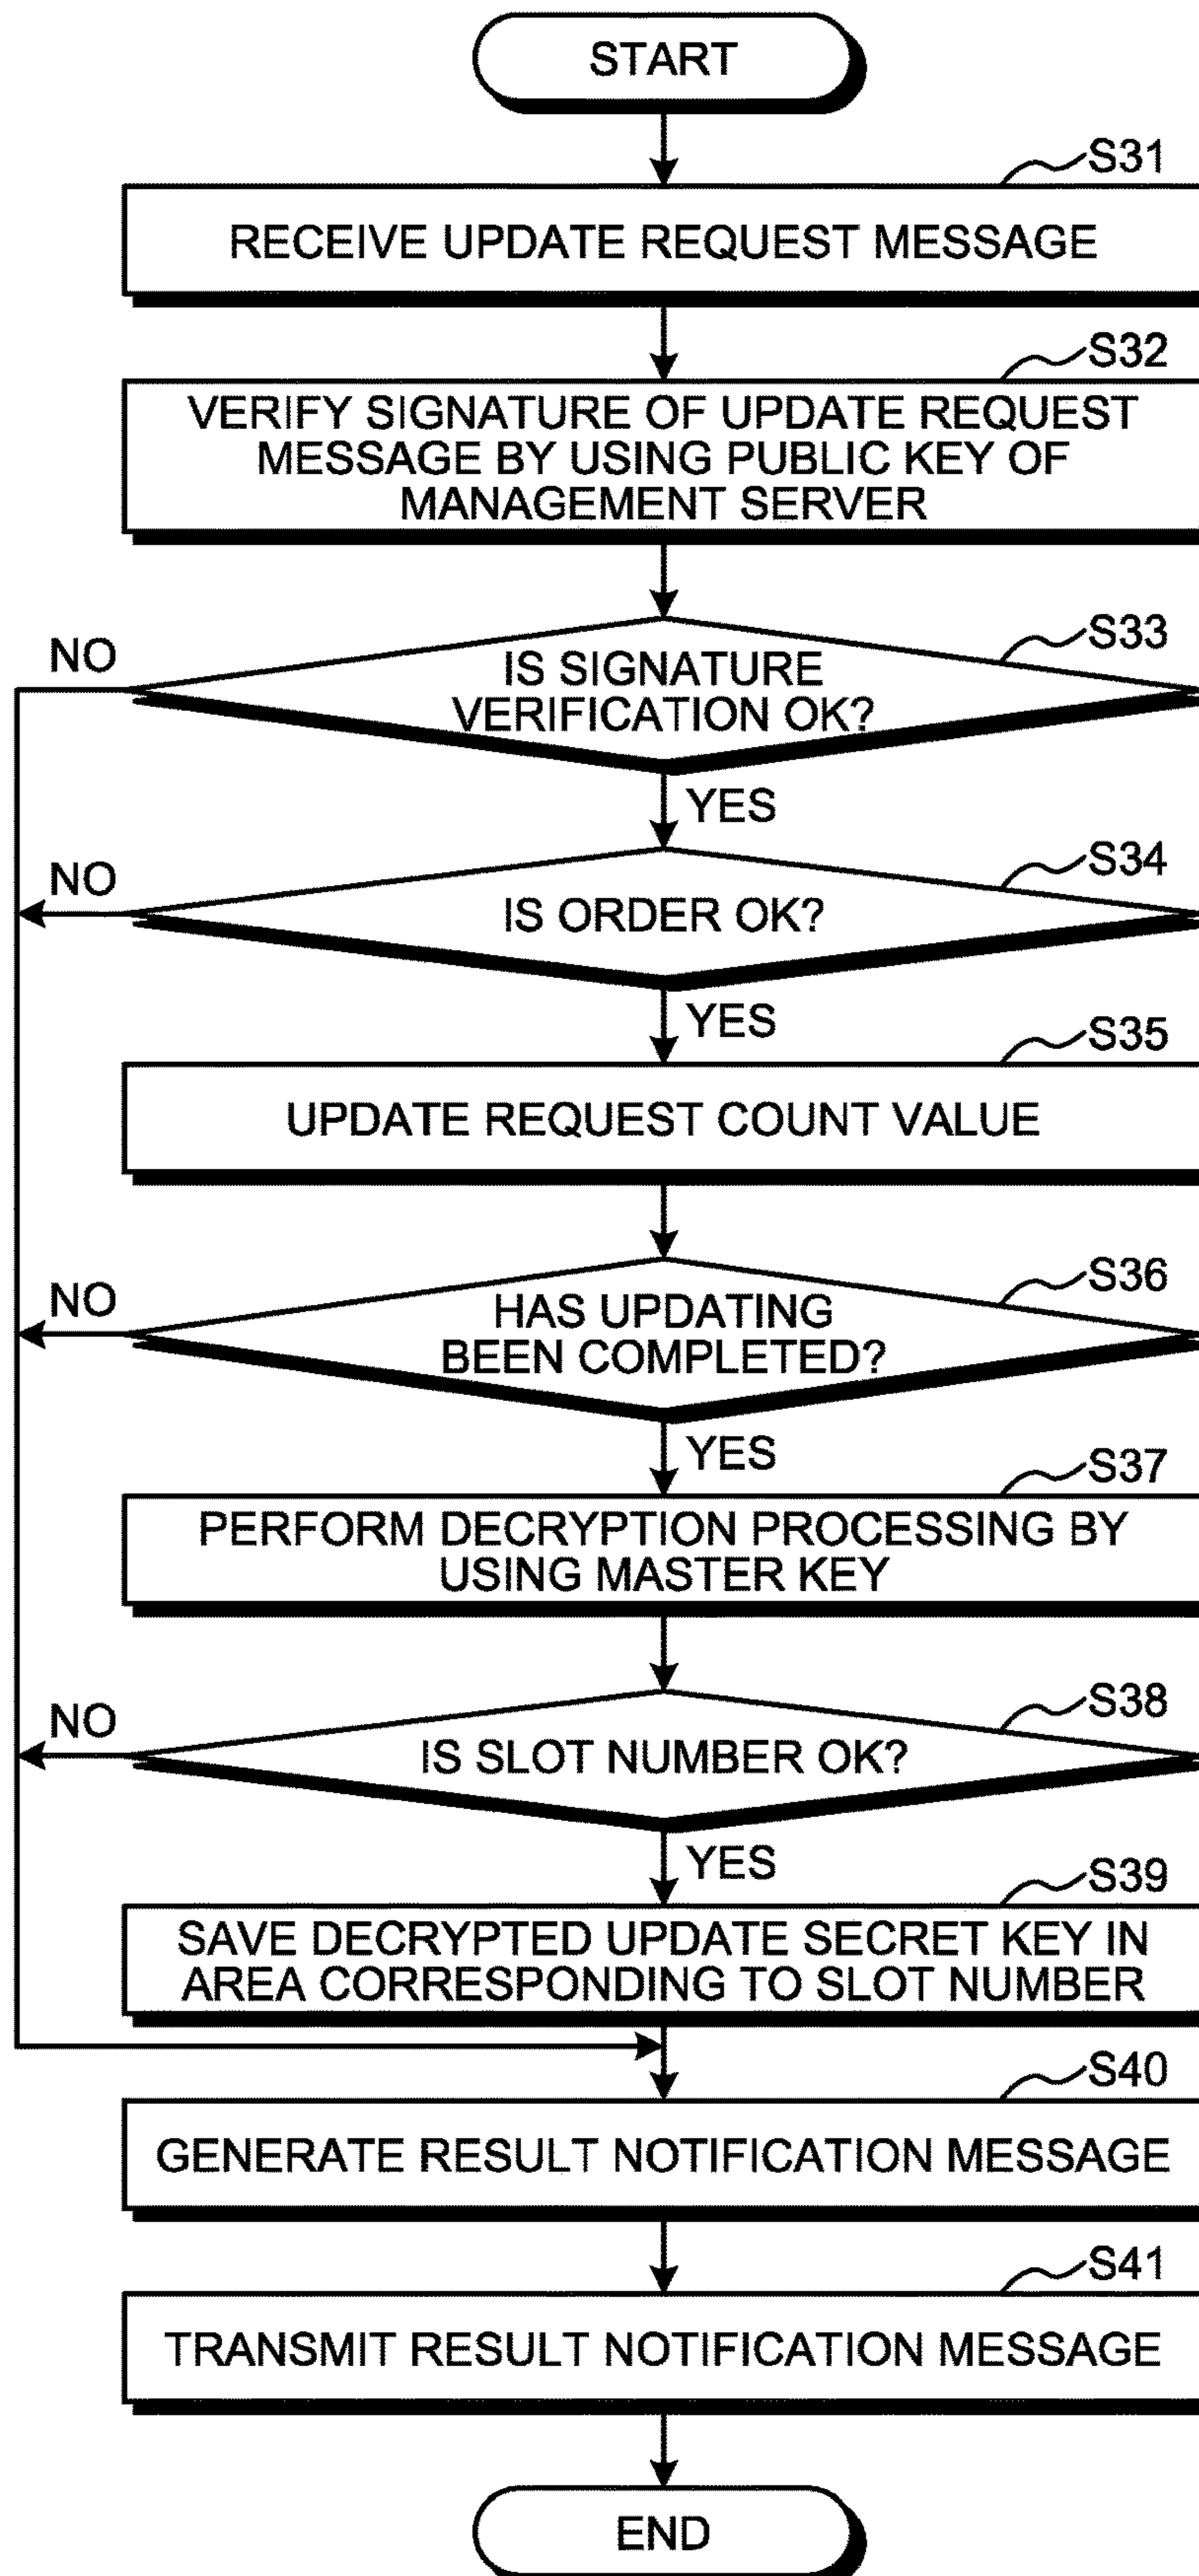 START
S31
RECEIVE UPDATE REQUEST MESSAGE
S32
VERIFY SIGNATURE OF UPDATE REQUEST
MESSAGE BY USING PUBLIC KEY OF
MANAGEMENT SERVER
S33
NO
IS SIGNATURE
VERIFICATION OK?
YES
S34
NO
IS ORDER OK?
YES
S35
UPDATE REQUEST COUNT VALUE
S36
NO
HAS UPDATING
BEEN COMPLETED?
YES
S37
PERFORM DECRYPTION PROCESSING BY
USING MASTER KEY
S38
NO
IS SLOT NUMBER OK?
YES
S39
SAVE DECRYPTED UPDATE SECRET KEY IN
AREA CORRESPONDING TO SLOT NUMBER
S40
GENERATE RESULT NOTIFICATION MESSAGE
S41
TRANSMIT RESULT NOTIFICATION MESSAGE
END